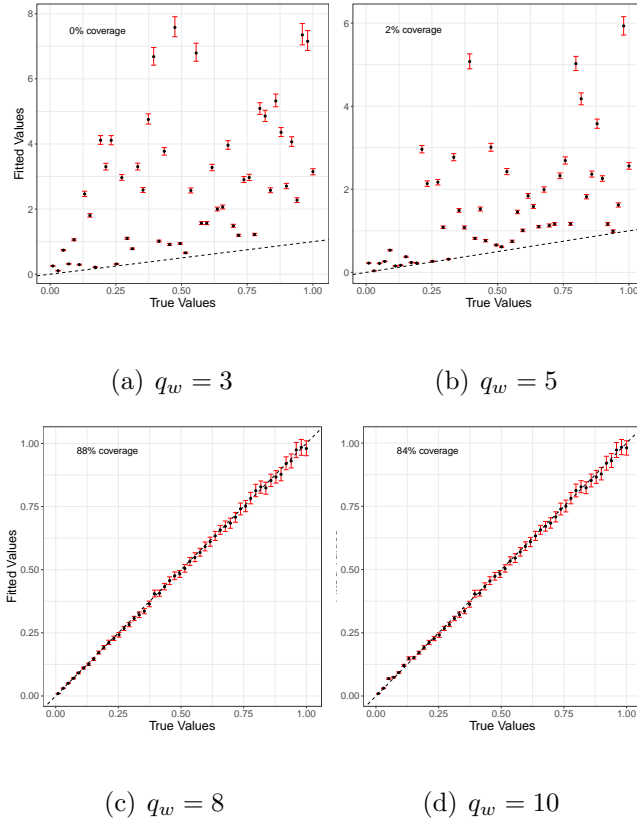 0% coverage
Fitted Values
8
6
4
2
0
0.00 0.25 0.50 0.75 1.00
True Values
(a) q_w = 3
2% coverage
Fitted Values
6
4
2
0
0.00 0.25 0.50 0.75 1.00
True Values
(b) q_w = 5
88% coverage
Fitted Values
1.00
0.75
0.50
0.25
0.00
0.00 0.25 0.50 0.75 1.00
True Values
(c) q_w = 8
84% coverage
1.00
0.75
0.50
0.25
0.00
0.00 0.25 0.50 0.75 1.00
True Values
(d) q_w = 10